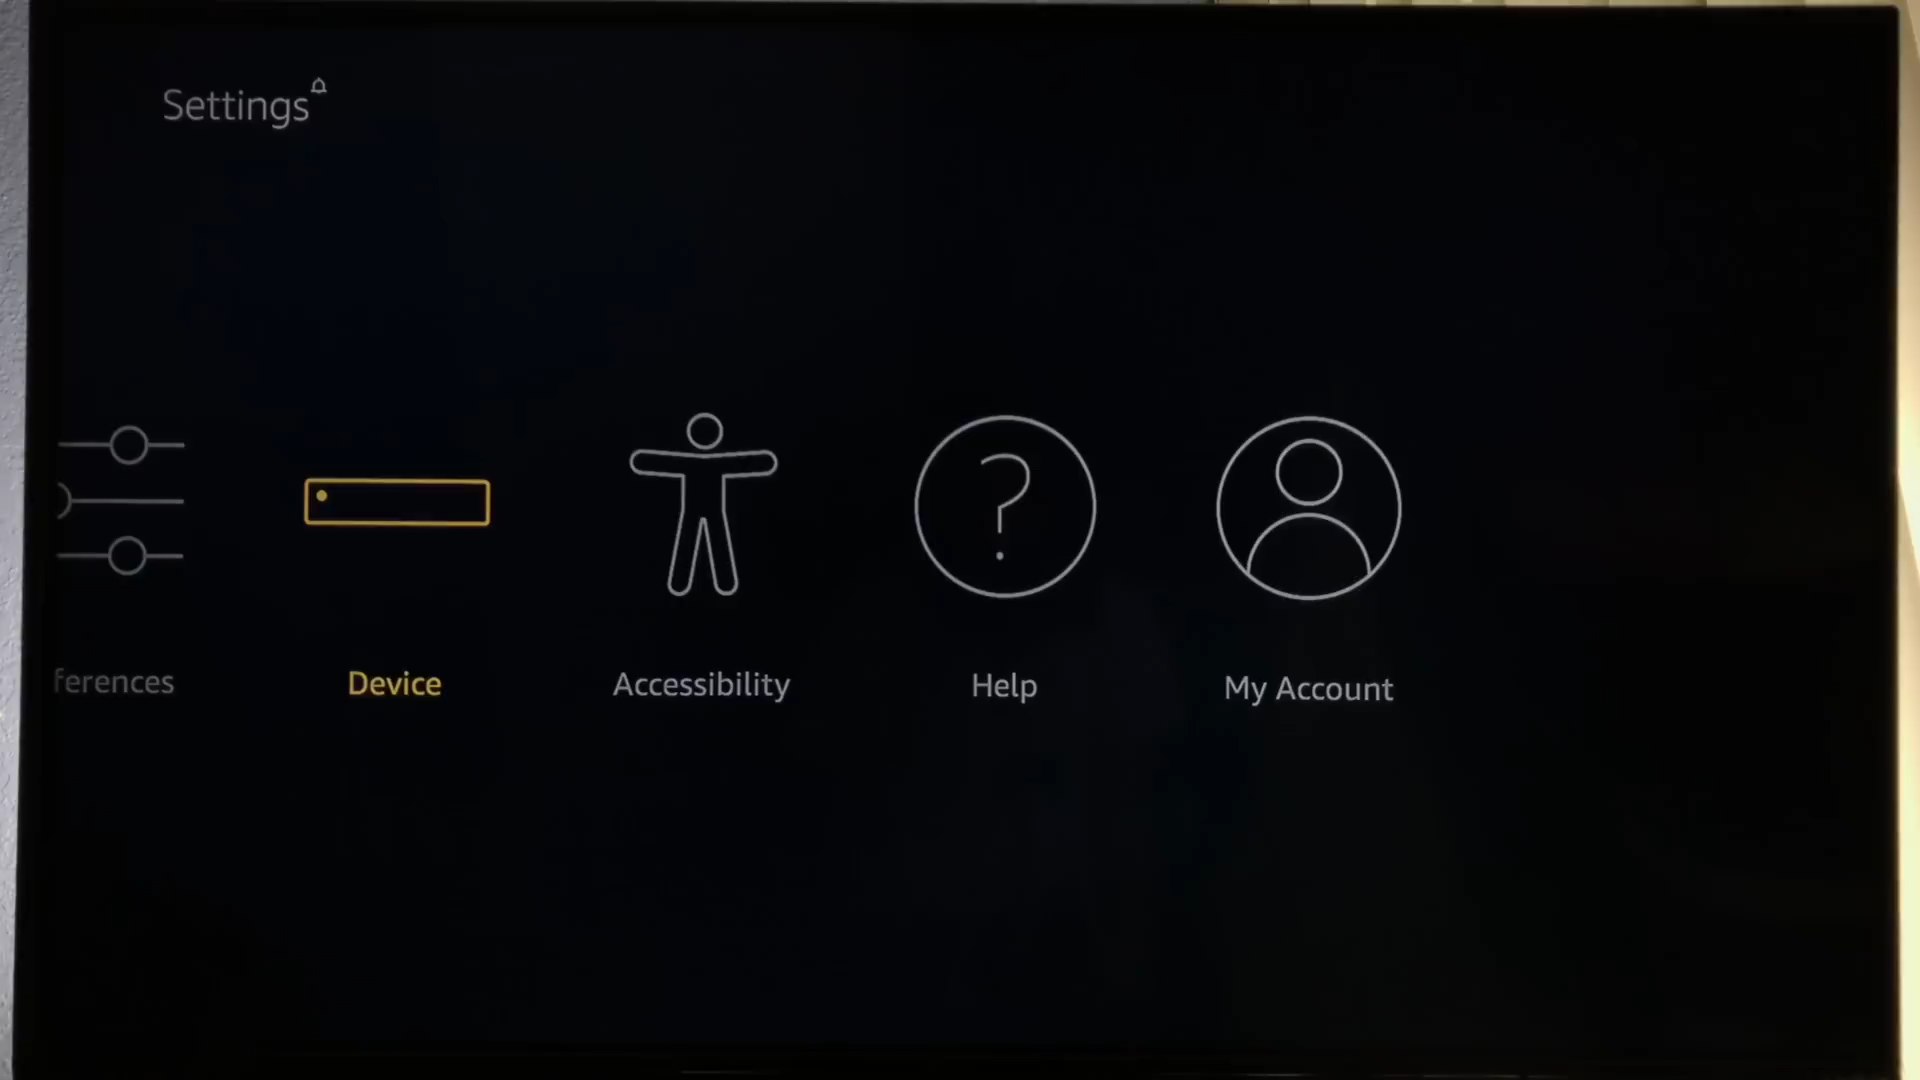 Settings
ferences
Device
Accessibility
Help
My Account